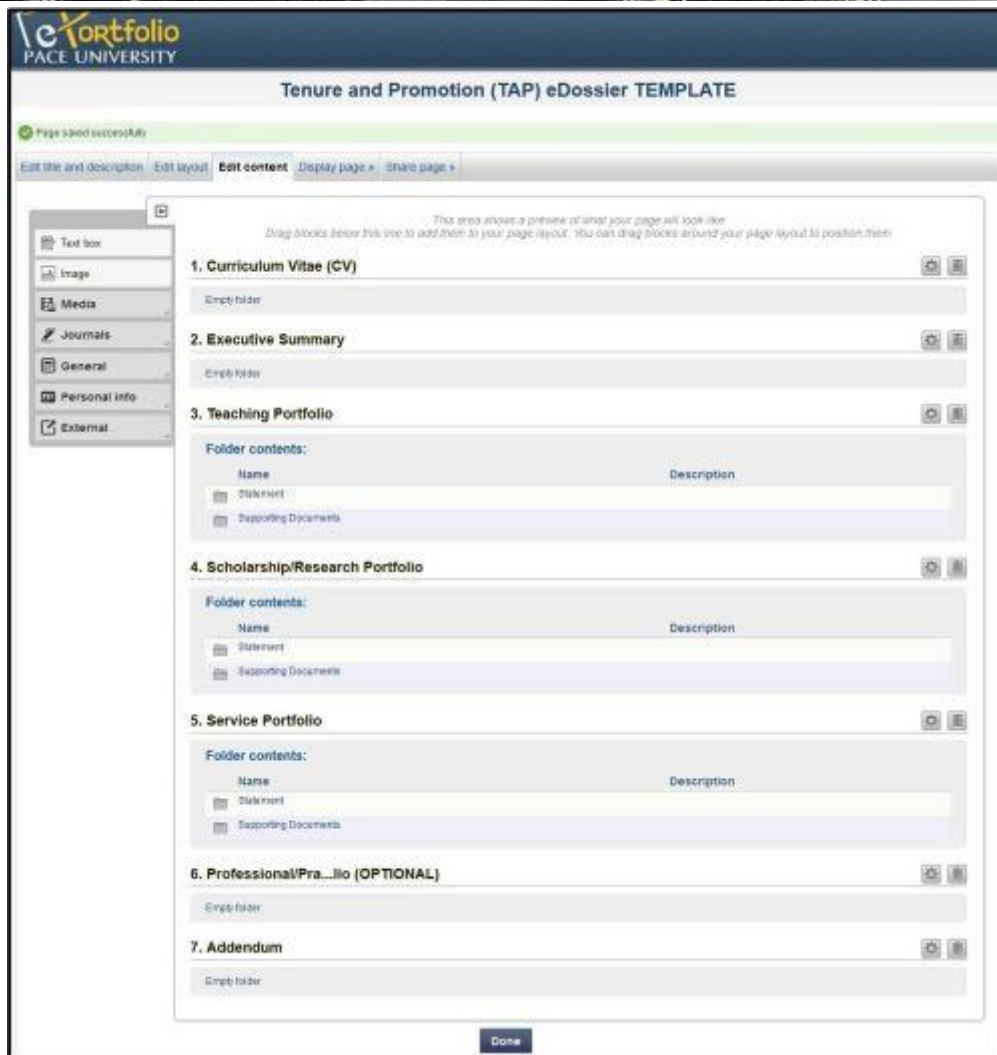 ePortfolio
PACE UNIVERSITY
Tenure and Promotion (TAP) eDossier TEMPLATE
Page saved successfully
Edit title and description Edit layout Edit content Display page » Share page »
This area shows a preview of what your page will look like.
Drag blocks below this line to add them to your page layout. You can drag blocks around your page layout to position them.
Text box
Image
Media
Journals
General
Personal info
External
1. Curriculum Vitae (CV)
Empty folder
2. Executive Summary
Empty folder
3. Teaching Portfolio
Folder contents:
Name Description
Statement
Supporting Documents
4. Scholarship/Research Portfolio
Folder contents:
Name Description
Statement
Supporting Documents
5. Service Portfolio
Folder contents:
Name Description
Statement
Supporting Documents
6. Professional/Pra...lio (OPTIONAL)
Empty folder
7. Addendum
Empty folder
Done